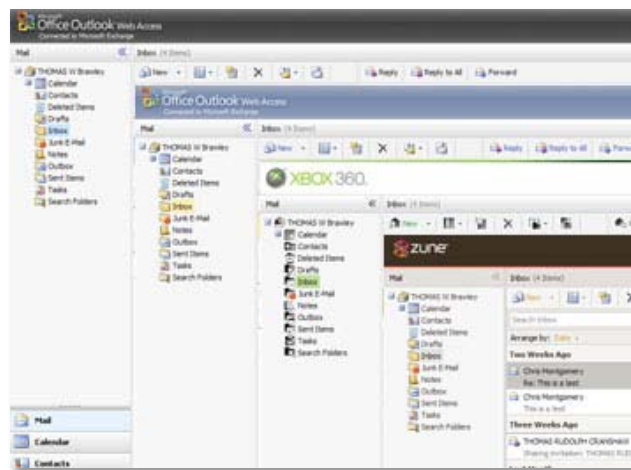 Microsoft
Office Outlook Web Access
Connected to Microsoft Exchange
Mail
Inbox (4 Items)
THOMAS W Brawley
Calendar
Contacts
Deleted Items
Drafts
Inbox
Junk E-Mail
Notes
Outbox
Sent Items
Tasks
Search Folders
New
Reply
Reply to All
Forward
Mail
Calendar
Contacts
Office Outlook Web Access
Connected to Microsoft Exchange
Mail
Inbox (4 Items)
THOMAS W Brawley
Calendar
Contacts
Deleted Items
Drafts
Inbox
Junk E-Mail
Notes
Outbox
Sent Items
Tasks
Search Folders
New
Reply
Reply to All
XBOX 360.
Mail
Inbox (4 Items)
THOMAS W Brawley
Calendar
Contacts
Deleted Items
Drafts
Inbox
Junk E-Mail
Notes
Outbox
Sent Items
Tasks
Search Folders
New
zune
Mail
Inbox (4 Items)
THOMAS W Brawley
Calendar
Contacts
Deleted Items
Drafts
Inbox
Junk E-Mail
Notes
Outbox
Sent Items
Tasks
Search Folders
New
Search Inbox
Arrange by: Date
Two Weeks Ago
Chris Montgomery
Re: This is a test
Chris Montgomery
This is a test
Three Weeks Ago
THOMAS RUDOLPH CRANSHAW
Sharing invitation: THOMAS